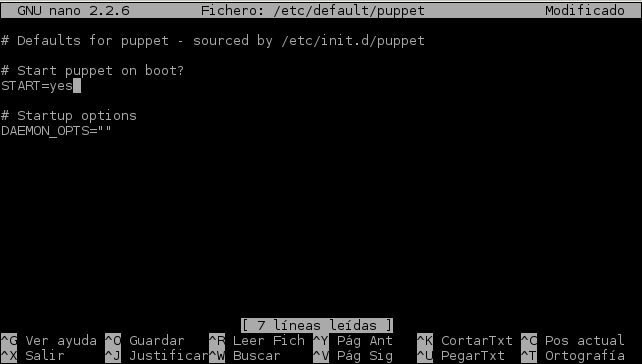 GNU nano 2.2.6 Fichero: /etc/default/puppet Modificado
# Defaults for puppet - sourced by /etc/init.d/puppet
# Start puppet on boot?
START=yes
# Startup options
DAEMON_OPTS=""
[ 7 líneas leídas ]
^G Ver ayuda ^O Guardar ^R Leer Fich ^Y Pág Ant ^K CortarTxt ^C Pos actual
^X Salir ^J Justificar ^W Buscar ^V Pág Sig ^U PegarTxt ^T Ortografía